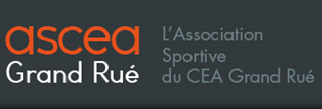 ascea
Grand Rué
L'Association
Sportive
du CEA Grand Rué